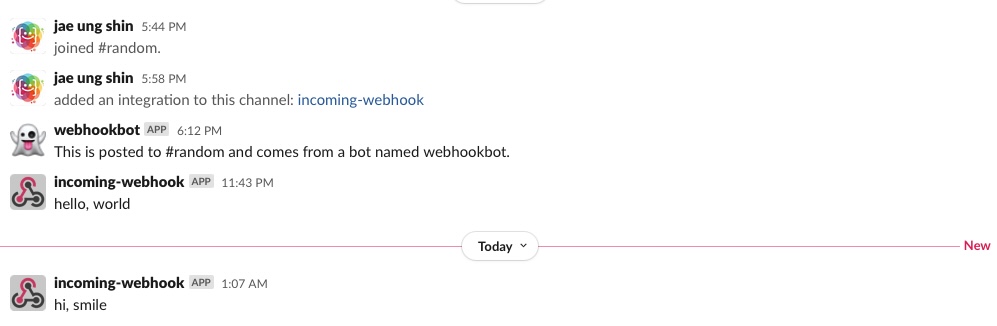 jae ung shin 5:44 PM
joined #random.
jae ung shin 5:58 PM
added an integration to this channel: incoming-webhook
webhookbot APP 6:12 PM
This is posted to #random and comes from a bot named webhookbot.
incoming-webhook APP 11:43 PM
hello, world
Today New
incoming-webhook APP 1:07 AM
hi, smile